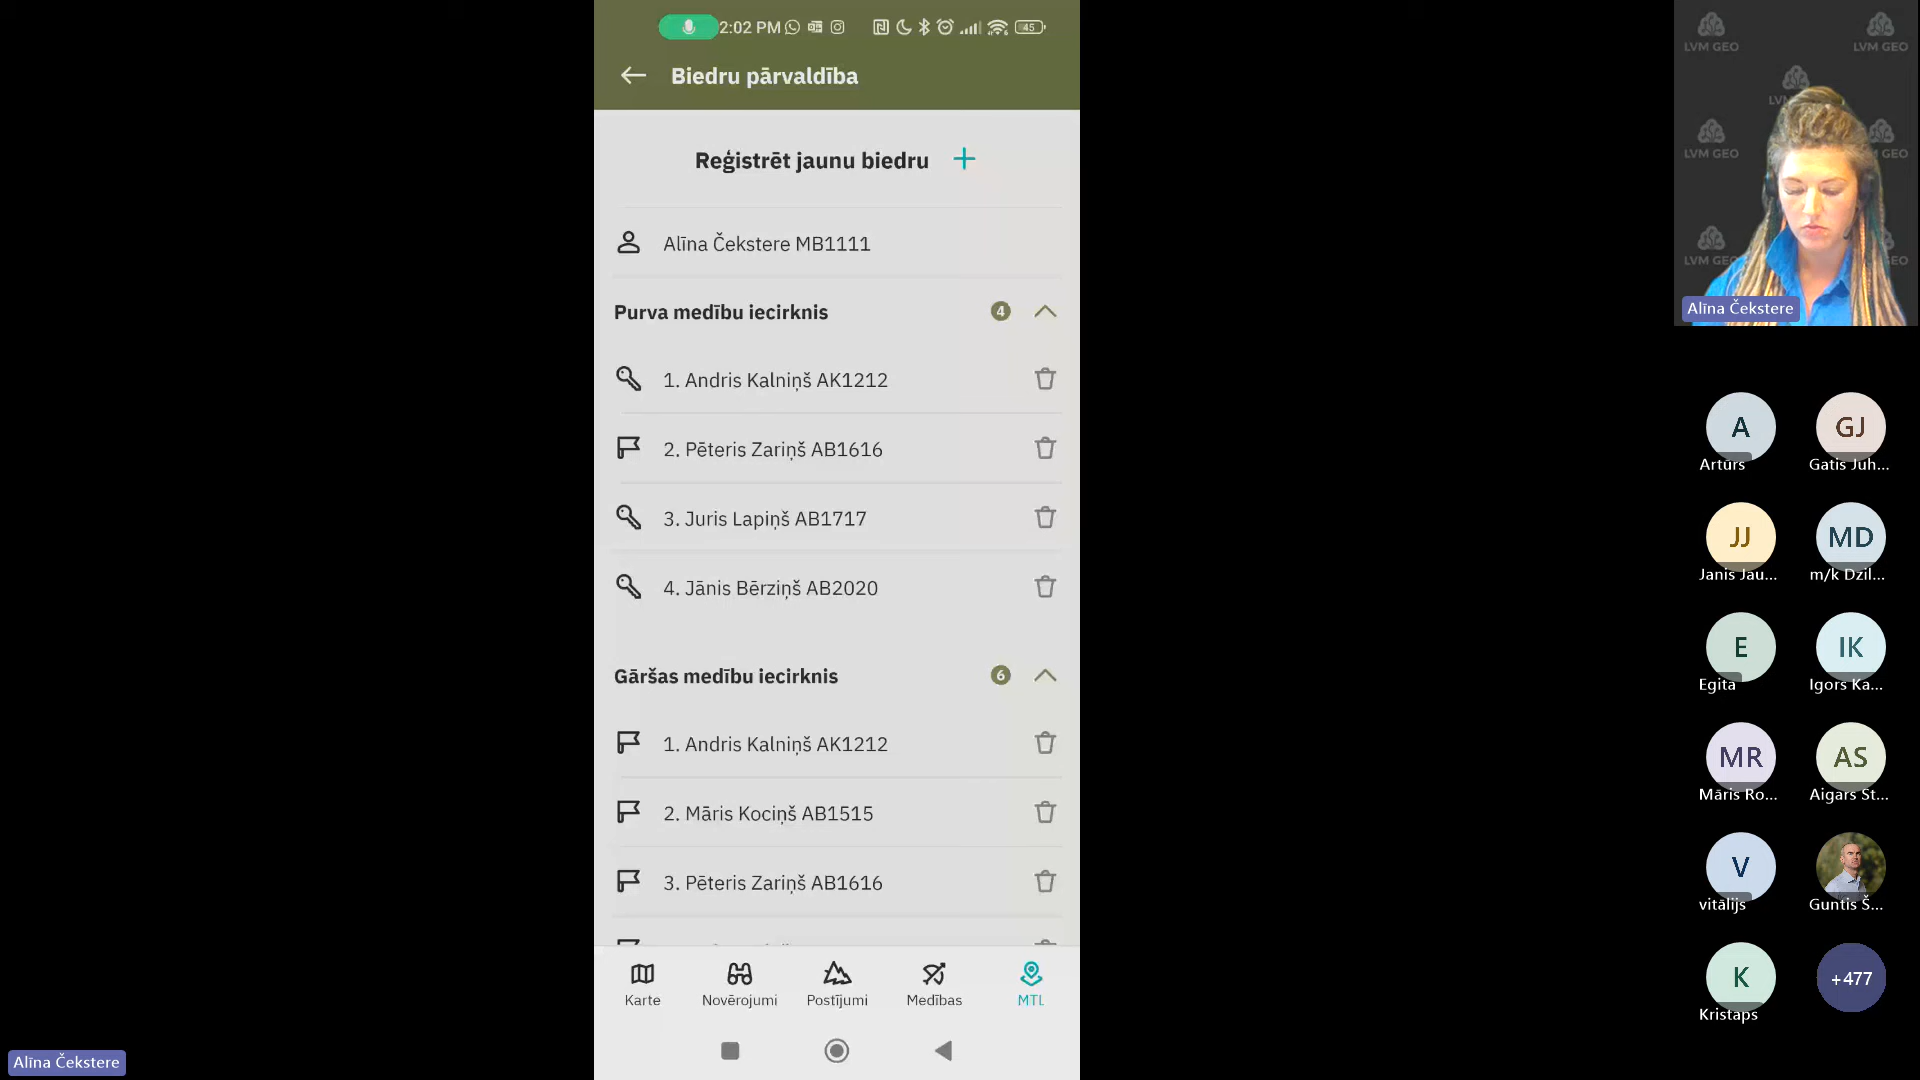 2:02 PM
45
Biedru pārvaldība
Reģistrēt jaunu biedru
Alīna Čekstere MB1111
Purva medību iecirknis 4
1. Andris Kalniņš AK1212
2. Pēteris Zariņš AB1616
3. Juris Lapiņš AB1717
4. Jānis Bērziņš AB2020
Gāršas medību iecirknis 6
1. Andris Kalniņš AK1212
2. Māris Kociņš AB1515
3. Pēteris Zariņš AB1616
Karte Novērojumi Postījumi Medības MTL
Alīna Čekstere
LVM GEO LVM GEO
LVM GEO
LVM GEO
Alīna Čekstere
A GJ
Artūrs Gatis Juh...
JJ MD
Janis Jau... m/k Dzil...
E IK
Egita Igors Ka...
MR AS
Māris Ro... Aigars St...
V
vitālijs Guntis Š...
K +477
Kristaps